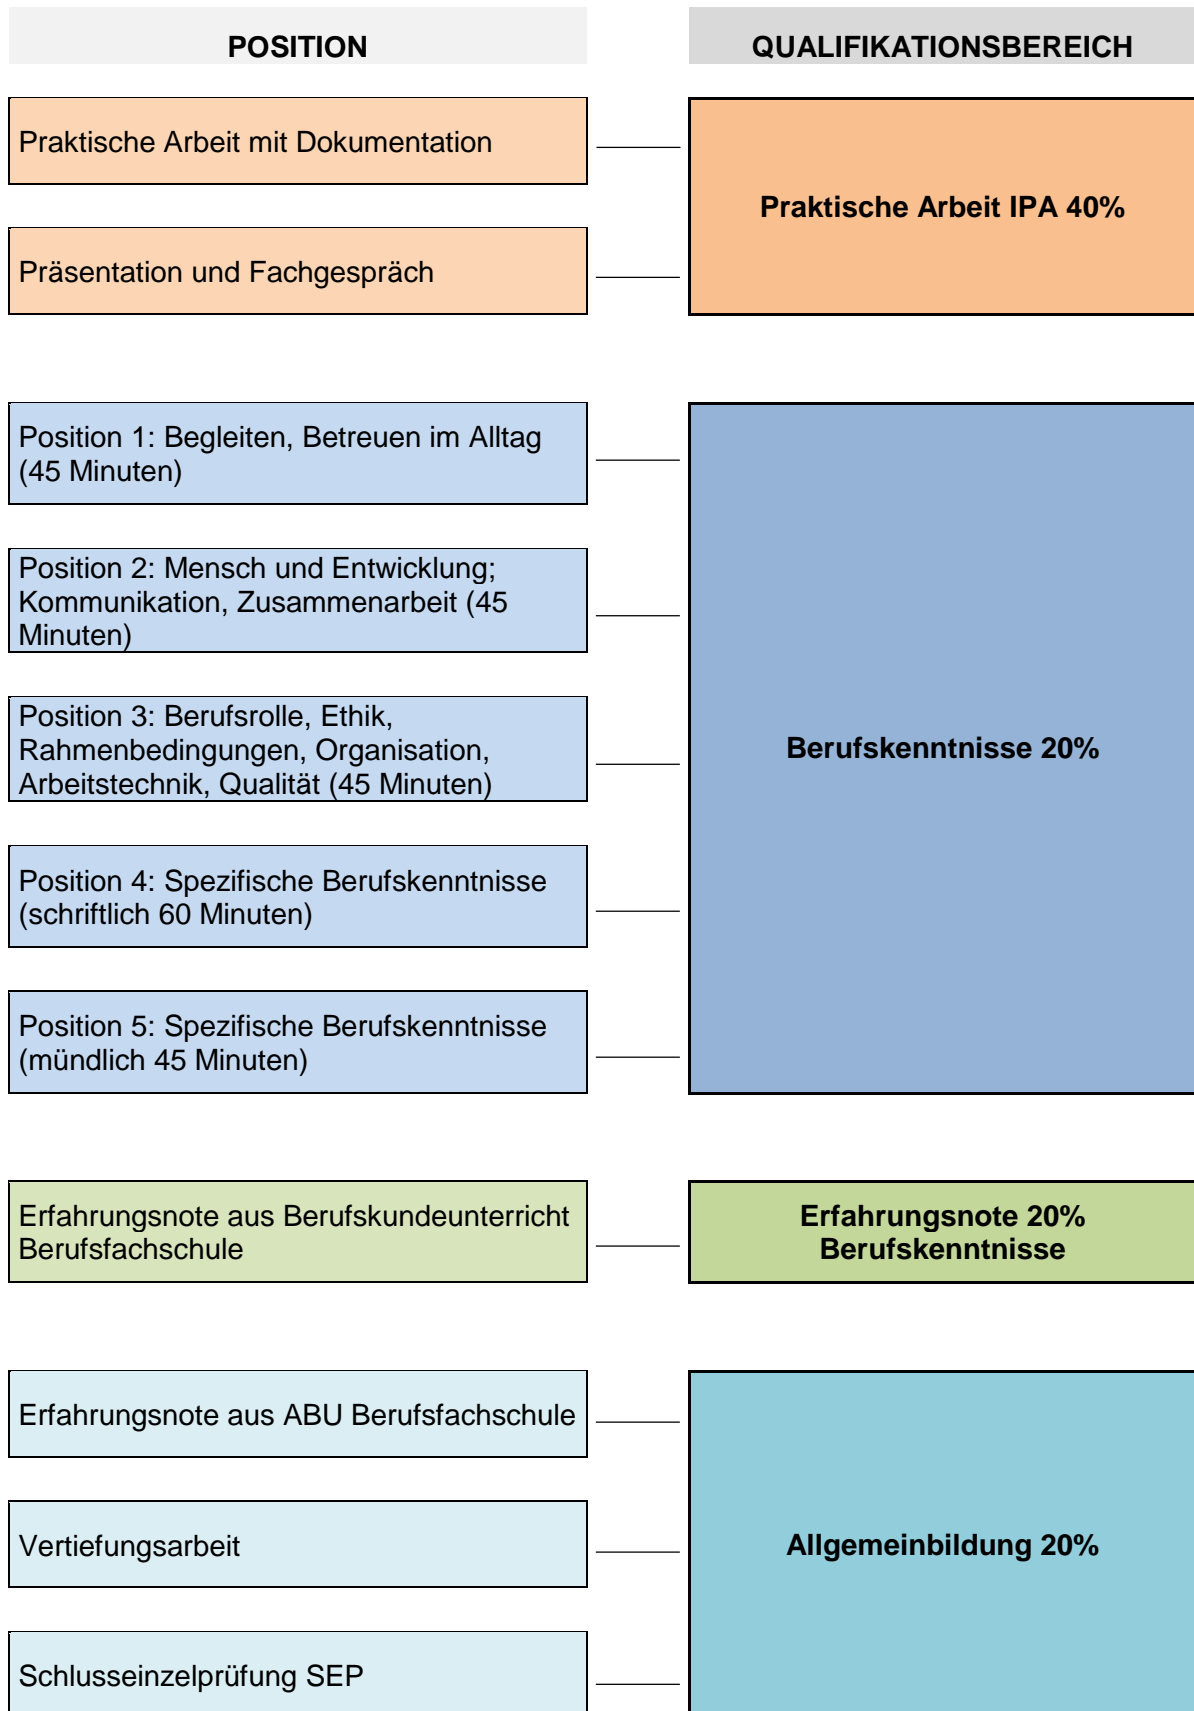 POSITION
QUALIFIKATIONSBEREICH
Praktische Arbeit mit Dokumentation
Präsentation und Fachgespräch
Praktische Arbeit IPA 40%
Position 1: Begleiten, Betreuen im Alltag
(45 Minuten)
Position 2: Mensch und Entwicklung;
Kommunikation, Zusammenarbeit (45
Minuten)
Position 3: Berufsrolle, Ethik,
Rahmenbedingungen, Organisation,
Arbeitstechnik, Qualität (45 Minuten)
Position 4: Spezifische Berufskenntnisse
(schriftlich 60 Minuten)
Position 5: Spezifische Berufskenntnisse
(mündlich 45 Minuten)
Berufskenntnisse 20%
Erfahrungsnote aus Berufskundeunterricht
Berufsfachschule
Erfahrungsnote 20%
Berufskenntnisse
Erfahrungsnote aus ABU Berufsfachschule
Vertiefungsarbeit
Schlusseinzelprüfung SEP
Allgemeinbildung 20%